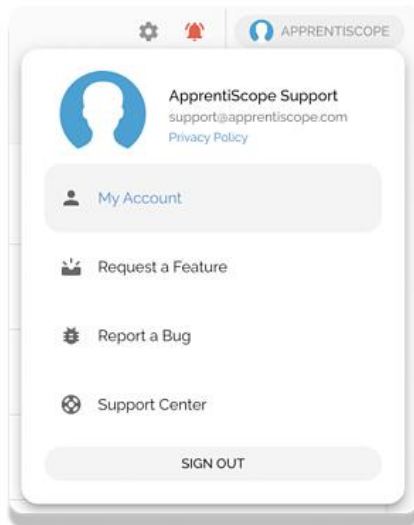 APPRENTISCOPE
ApprentiScope Support
support@apprentiscope.com
Privacy Policy
My Account
Request a Feature
Report a Bug
Support Center
SIGN OUT